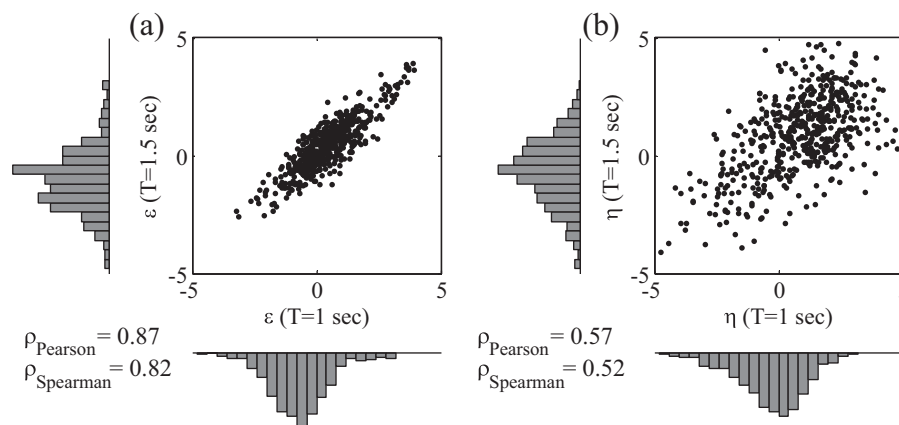 (a)
5
0
-5
ε (T=1.5 sec)
0
5
ε (T=1 sec)
ρPearson = 0.87
ρSpearman = 0.82
(b)
5
0
-5
η (T=1.5 sec)
0
5
η (T=1 sec)
ρPearson = 0.57
ρSpearman = 0.52